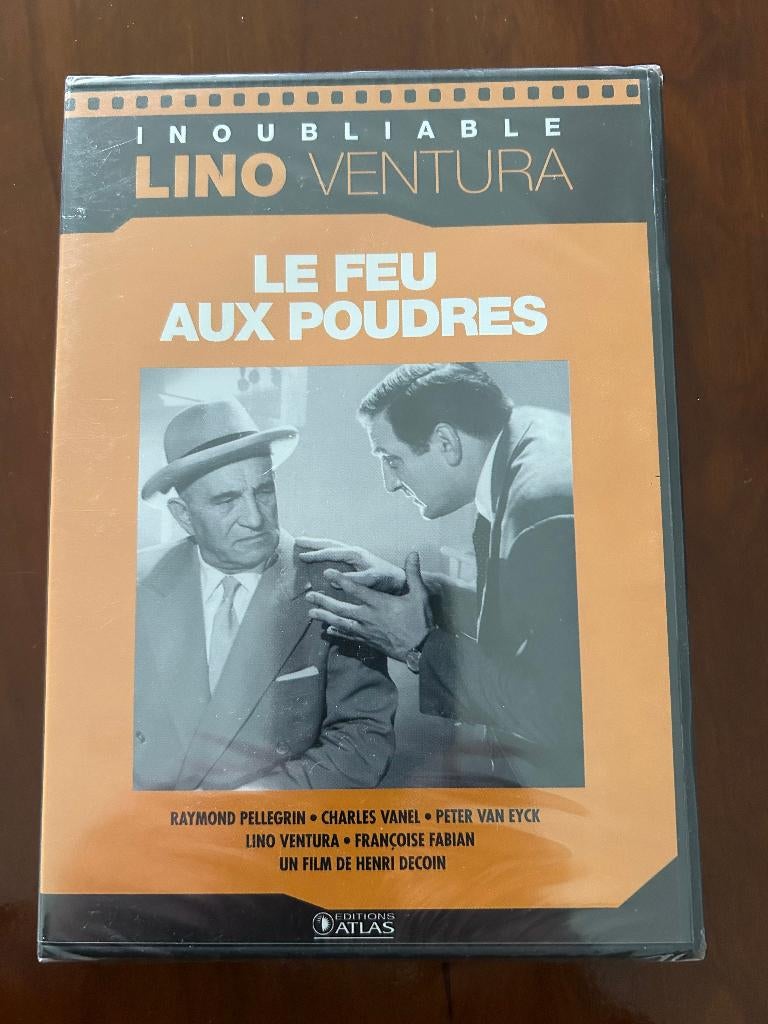 INOUBLIABLE
LINO VENTURA
LE FEU
AUX POUDRES
RAYMOND PELLEGRIN • CHARLES VANEL • PETER VAN EYCK
LINO VENTURA • FRANÇOISE FABIAN
UN FILM DE HENRI DECOIN
EDITIONS
ATLAS